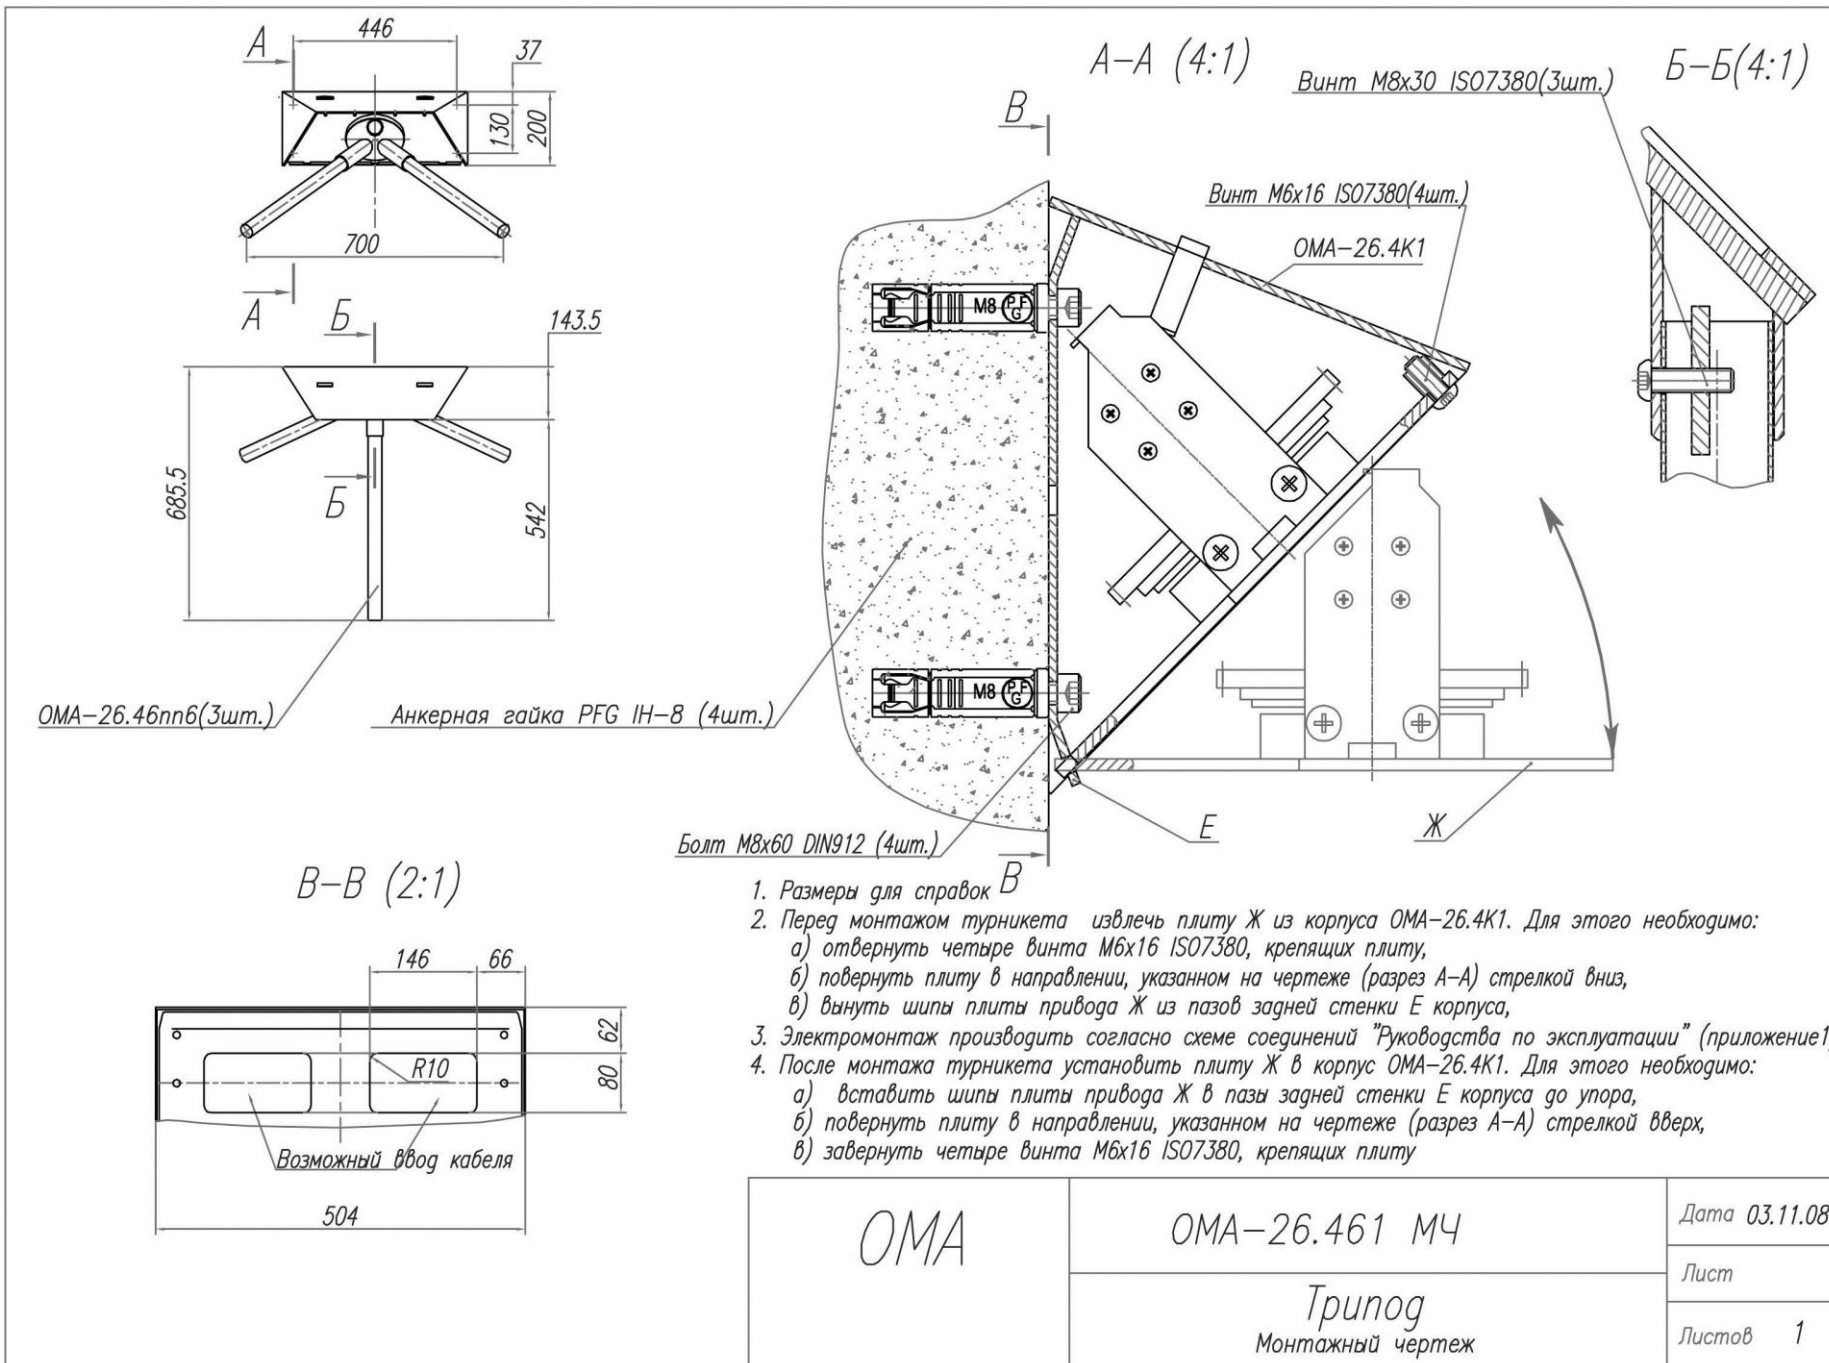 А
446
37
130
200
700
А
Б
143.5
685.5
Б
542
ОМА-26.46пп6(3шт.)
Анкерная гайка PFG IH-8 (4шт.)
А-А (4:1)
В
Винт М8х30 ISO7380(3шт.)
Б-Б(4:1)
Винт М6х16 ISO7380(4шт.)
ОМА-26.4К1
М8
PFG
М8
PFG
Болт М8х60 DIN912 (4шт.)
Е
Ж
В
В-В (2:1)
146
66
62
R10
80
Возможный ввод кабеля
504
1. Размеры для справок
2. Перед монтажом турникета извлечь плиту Ж из корпуса ОМА-26.4К1. Для этого необходимо:
а) отвернуть четыре винта М6х16 ISO7380, крепящих плиту,
б) повернуть плиту в направлении, указанном на чертеже (разрез А-А) стрелкой вниз,
в) вынуть шипы плиты привода Ж из пазов задней стенки Е корпуса,
3. Электромонтаж производить согласно схеме соединений "Руководства по эксплуатации" (приложение1)
4. После монтажа турникета установить плиту Ж в корпус ОМА-26.4К1. Для этого необходимо:
а) вставить шипы плиты привода Ж в пазы задней стенки Е корпуса до упора,
б) повернуть плиту в направлении, указанном на чертеже (разрез А-А) стрелкой вверх,
в) завернуть четыре винта М6х16 ISO7380, крепящих плиту
ОМА
ОМА-26.461 МЧ
Трипод
Монтажный чертеж
Дата 03.11.08
Лист
Листов 1